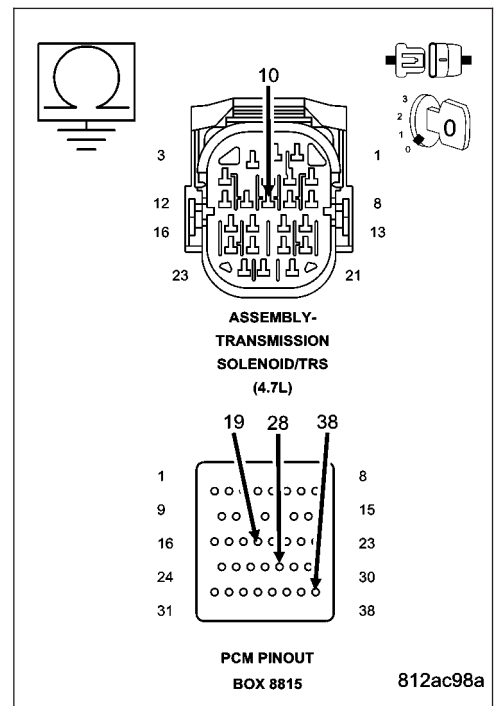 10
3
2
1
0
0
3 1
12 8
16 13
23 21
ASSEMBLY-
TRANSMISSION
SOLENOID/TRS
(4.7L)
19 28 38
1 8
9 15
16 23
24 30
31 38
PCM PINOUT
BOX 8815
812ac98a